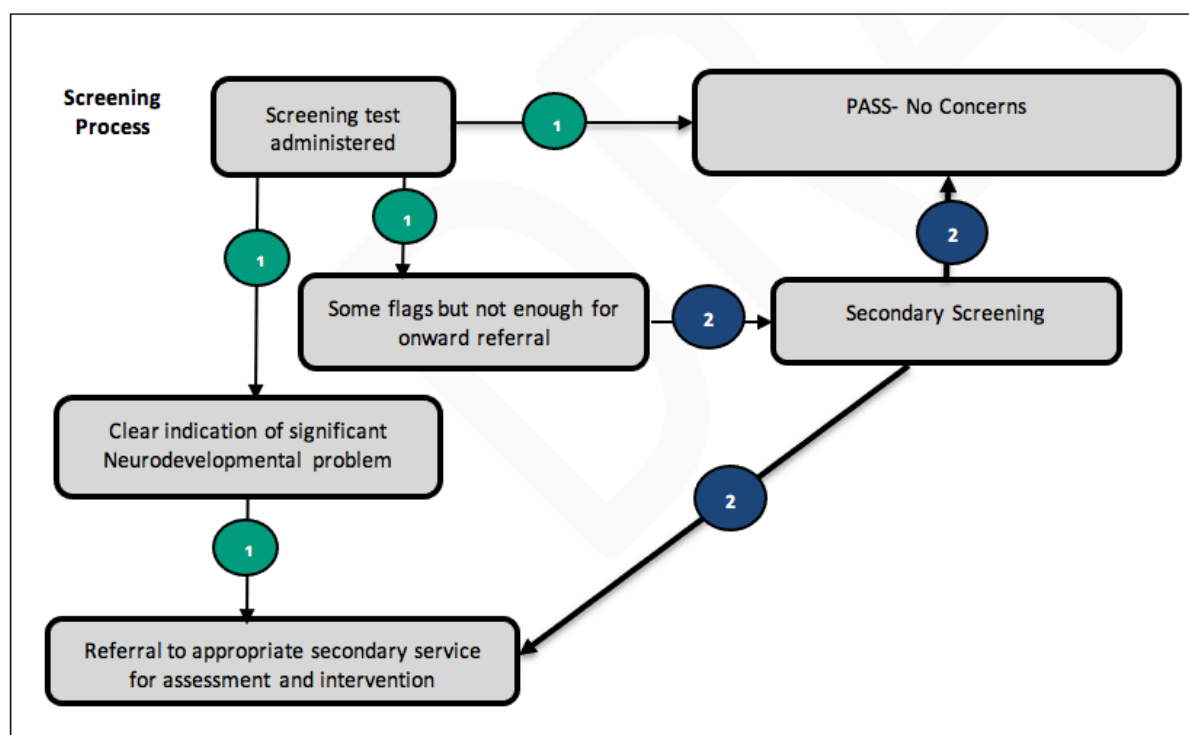 Screening
Process
Screening test
administered
1
PASS- No Concerns
1
1
2
Some flags but not enough for
onward referral
2
Secondary Screening
Clear indication of significant
Neurodevelopmental problem
2
1
Referral to appropriate secondary service
for assessment and intervention
DRA